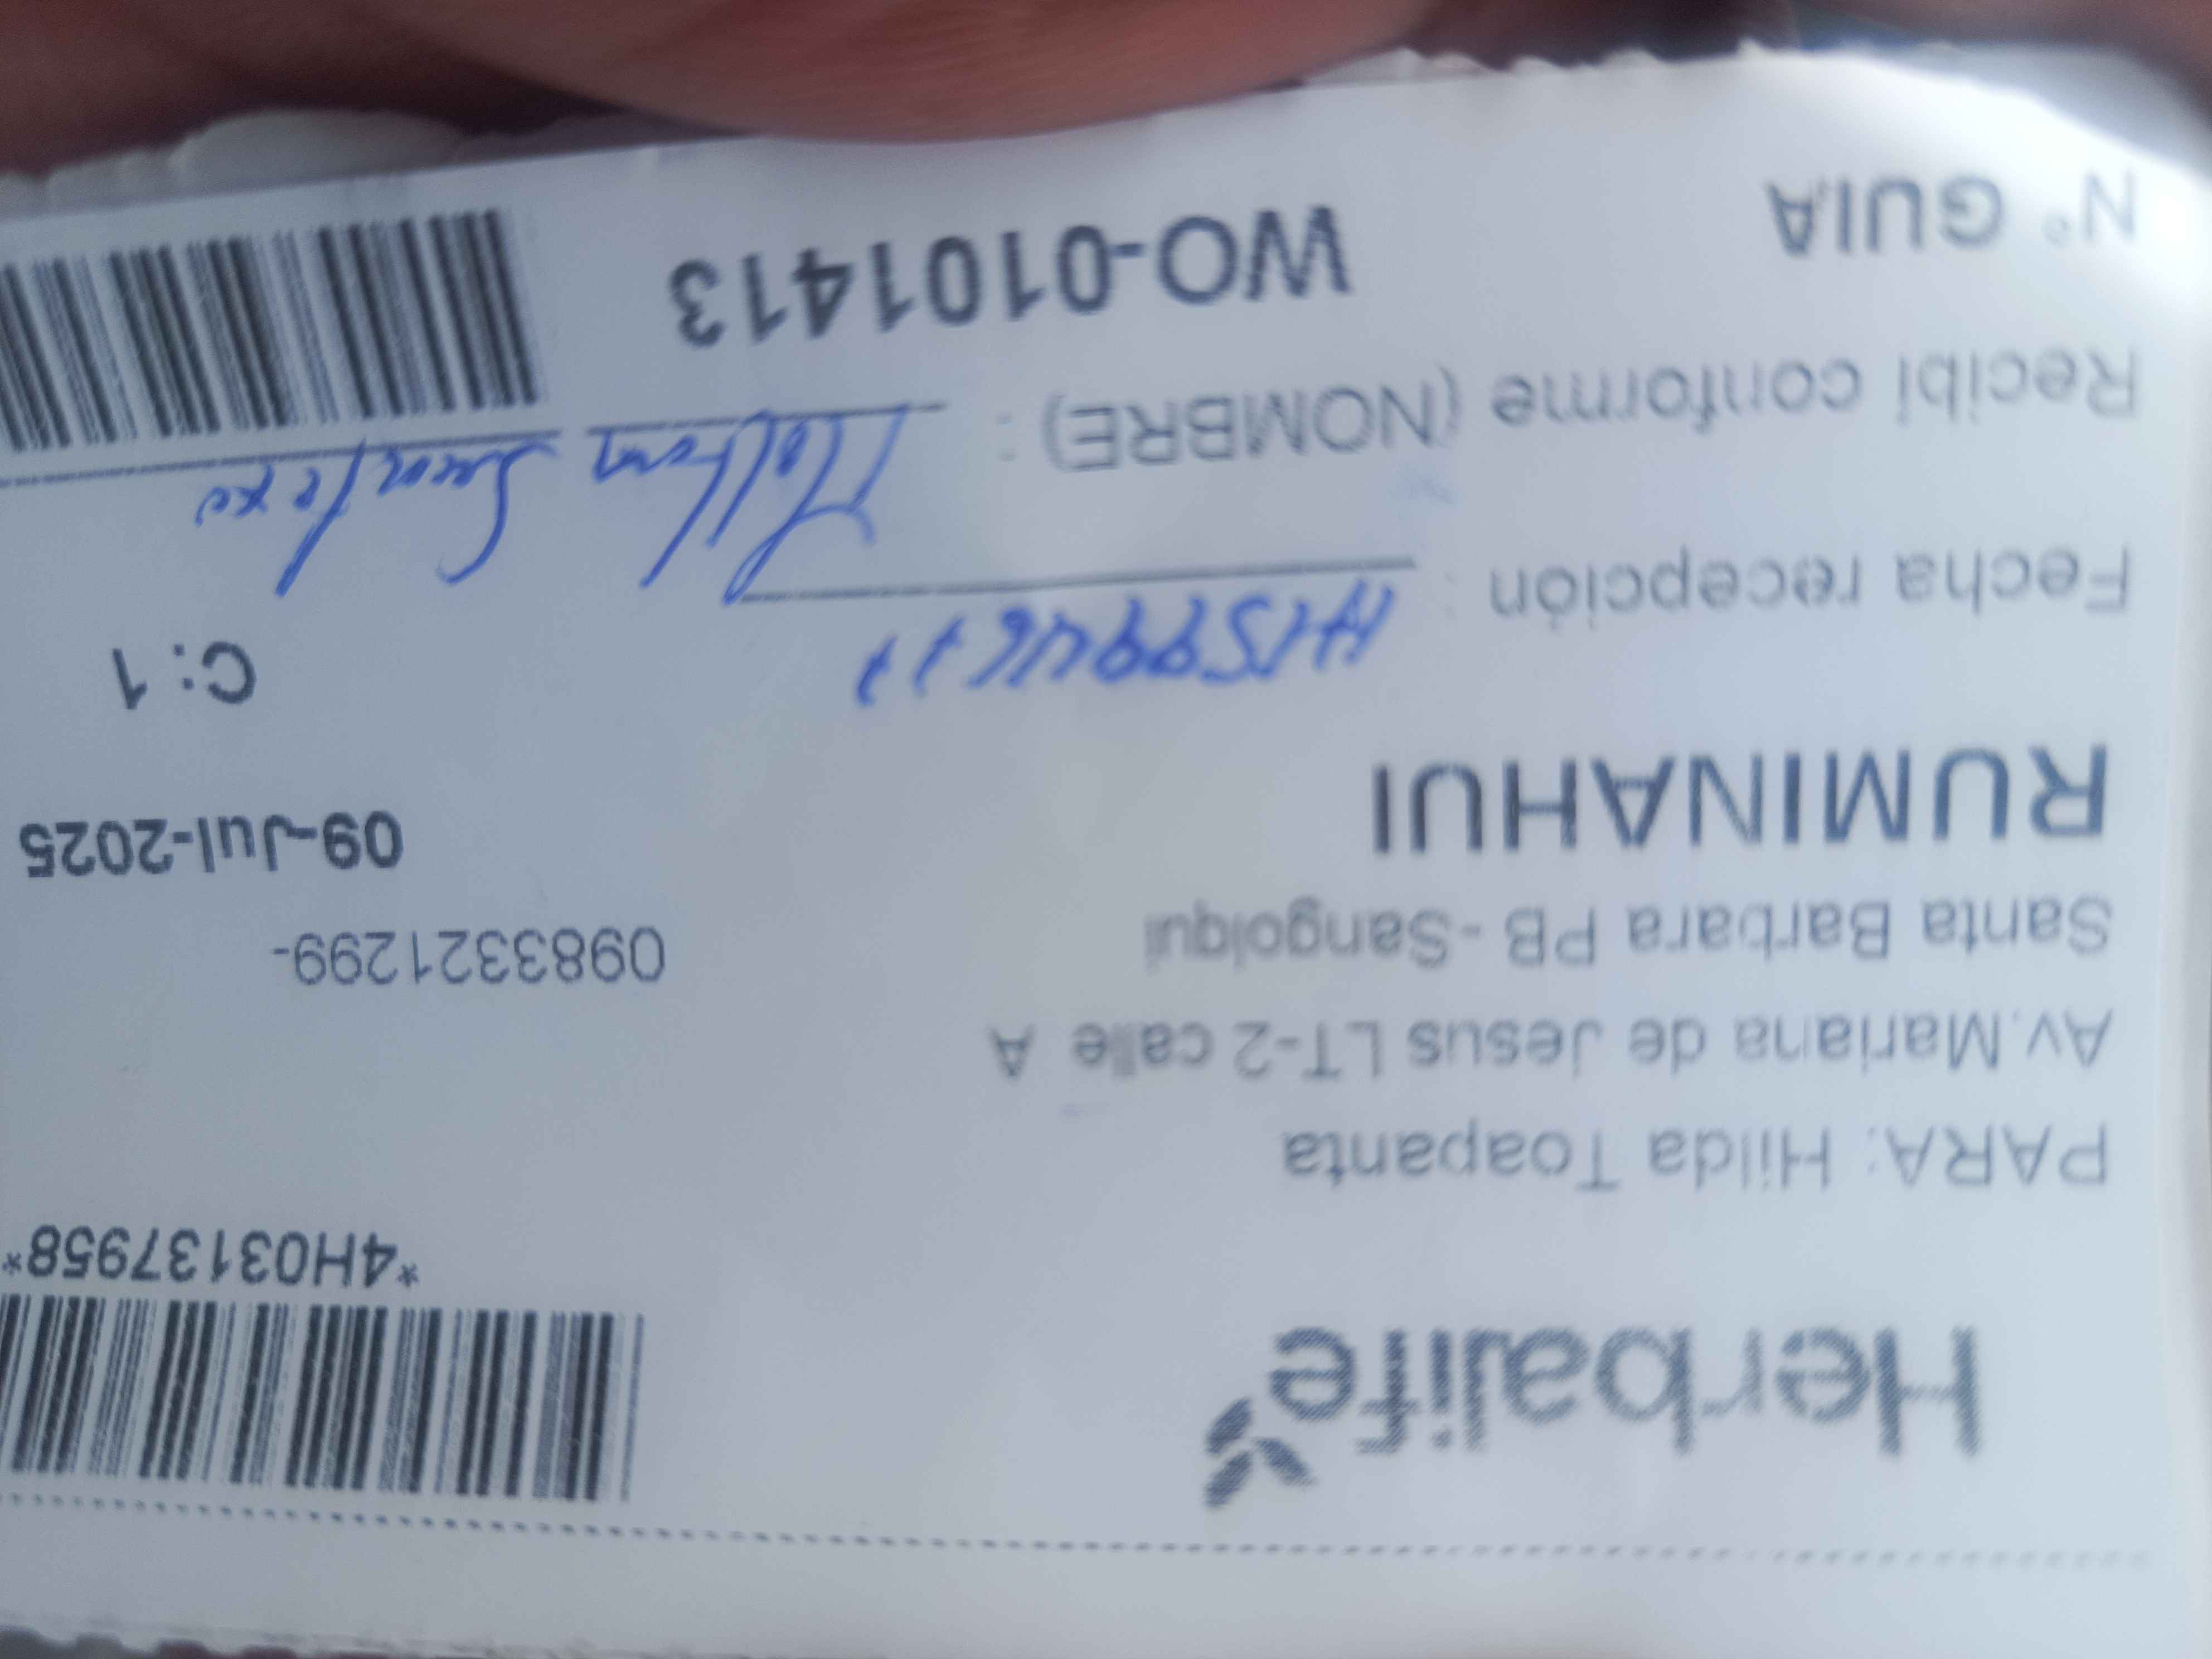 Herbalife
*4H03137958*
PARA: Hilda Toapanta
Av.Mariana de Jesus LT-2 calle A
Santa Barbara PB - Sangolqui
0983321299-
RUMINAHUI
09-Jul-2025
C: 1
Fecha recepción :
Recibí conforme (NOMBRE) :
N° GUIA
WO-0101413